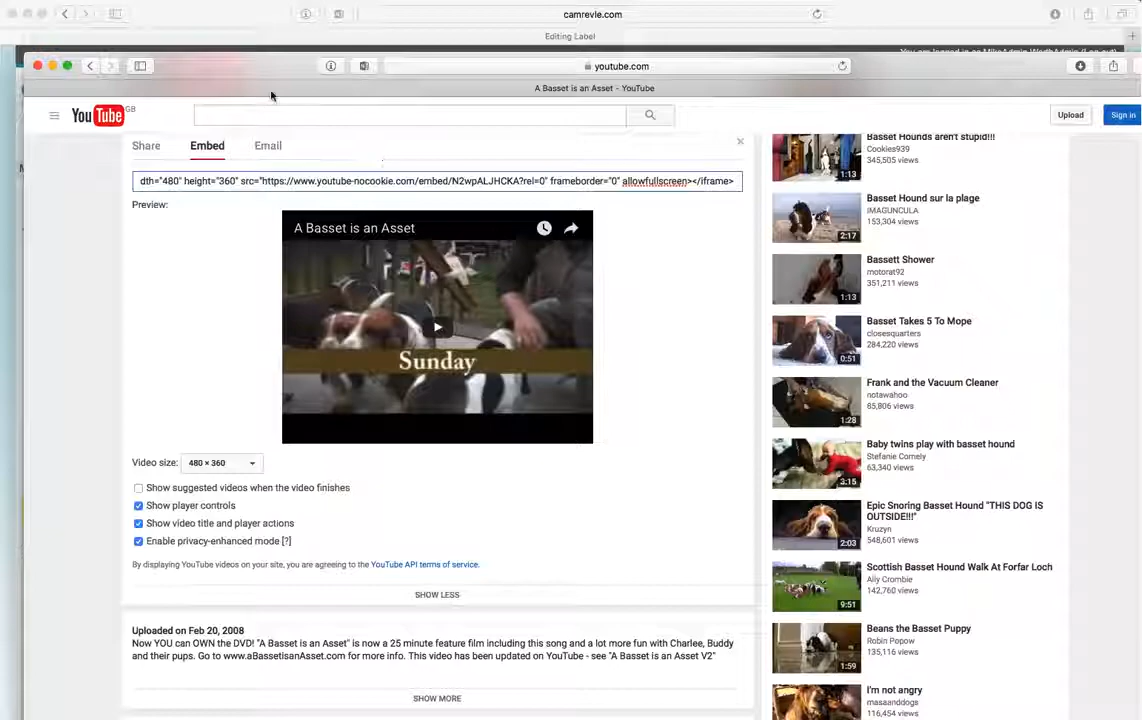 camrevle.com
Editing Label
You are logged in as MikeAdmin WorthAdmin (Log out)
youtube.com
A Basset is an Asset - YouTube
YouTube GB
Upload
Sign in
Share
Embed
Email
dth="480" height="360" src="https://www.youtube-nocookie.com/embed/N2wpALJHCKA?rel=0" frameborder="0" allowfullscreen></iframe>
Preview:
A Basset is an Asset
Sunday
Video size:
480 × 360
Show suggested videos when the video finishes
Show player controls
Show video title and player actions
Enable privacy-enhanced mode [?]
By displaying YouTube videos on your site, you are agreeing to the YouTube API terms of service.
SHOW LESS
Uploaded on Feb 20, 2008
Now YOU can OWN the DVD! "A Basset is an Asset" is now a 25 minute feature film including this song and a lot more fun with Charlee, Buddy
and their pups. Go to www.aBassetisanAsset.com for more info. This video has been updated on YouTube - see "A Basset is an Asset V2"
SHOW MORE
Basset Hounds aren't stupid!!!
Cookies939
345,505 views
1:13
Basset Hound sur la plage
IMAGUNCULA
153,304 views
2:17
Bassett Shower
motorat92
351,211 views
1:13
Basset Takes 5 To Mope
closesquarters
284,220 views
0:51
Frank and the Vacuum Cleaner
notawahoo
85,806 views
1:28
Baby twins play with basset hound
Stefanie Comely
63,340 views
3:15
Epic Snoring Basset Hound "THIS DOG IS
OUTSIDE!!!"
Kruzyn
548,601 views
2:03
Scottish Basset Hound Walk At Forfar Loch
Ally Crombie
142,760 views
9:51
Beans the Basset Puppy
Robin Popow
135,116 views
1:59
I'm not angry
masaanddogs
116,454 views